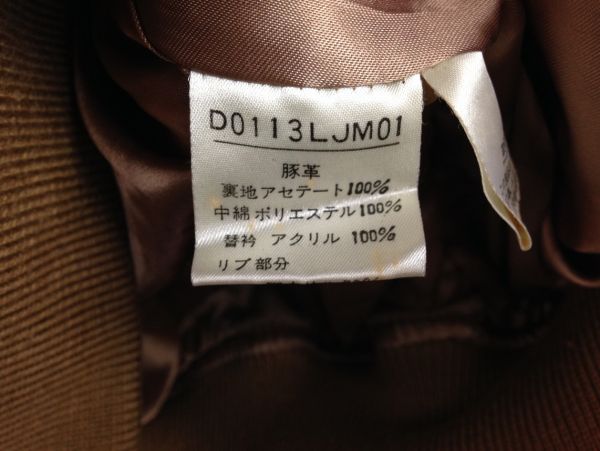 D0113LJM01
豚革
裏地アセテート100%
中綿ポリエステル100%
替衿 アクリル 100%
リブ部分